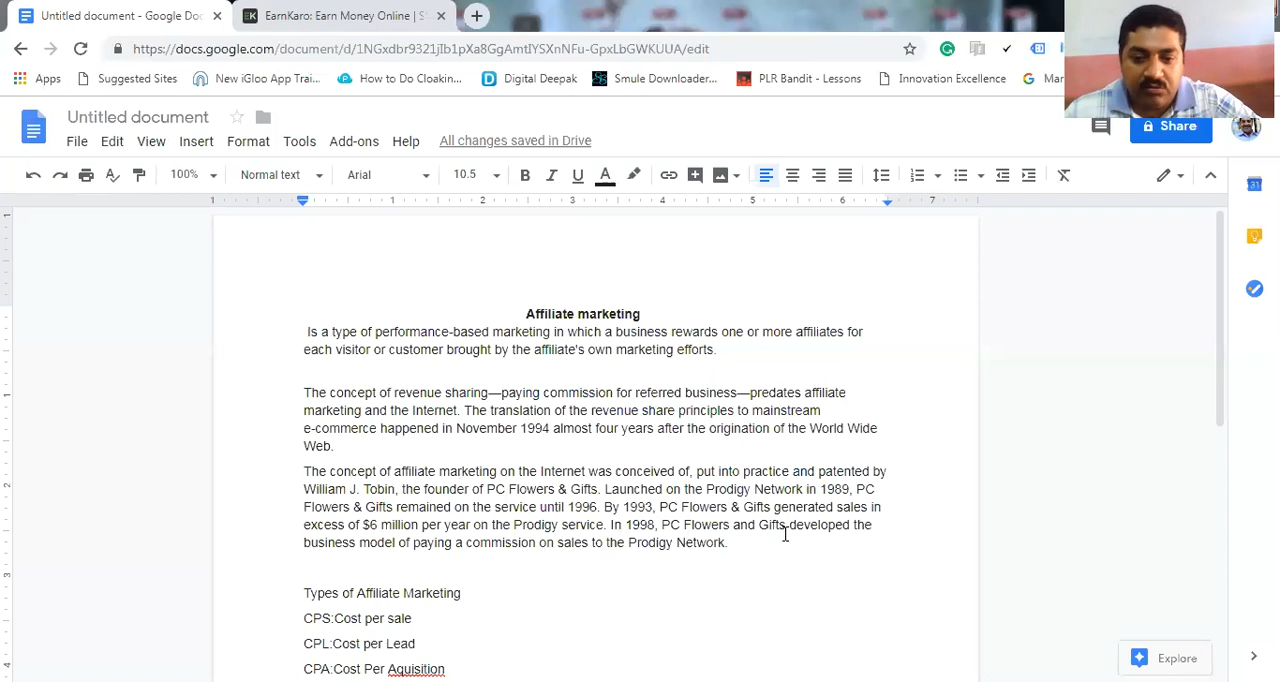 Untitled document - Google Doc
EarnKaro: Earn Money Online | S
https://docs.google.com/document/d/1NGxdbr9321jIb1pXa8GgAmtIYSXnNFu-GpxLbGWKUUA/edit
Apps Suggested Sites New iGloo App Trai... How to Do Cloakin... Digital Deepak Smule Downloader... PLR Bandit - Lessons Innovation Excellence Mar
Untitled document
File Edit View Insert Format Tools Add-ons Help All changes saved in Drive
Share
100% Normal text Arial 10.5 B I U A
1 1 2 3 4 5 6 7
Affiliate marketing
Is a type of performance-based marketing in which a business rewards one or more affiliates for
each visitor or customer brought by the affiliate's own marketing efforts.
The concept of revenue sharing—paying commission for referred business—predates affiliate
marketing and the Internet. The translation of the revenue share principles to mainstream
e-commerce happened in November 1994 almost four years after the origination of the World Wide
Web.
The concept of affiliate marketing on the Internet was conceived of, put into practice and patented by
William J. Tobin, the founder of PC Flowers & Gifts. Launched on the Prodigy Network in 1989, PC
Flowers & Gifts remained on the service until 1996. By 1993, PC Flowers & Gifts generated sales in
excess of $6 million per year on the Prodigy service. In 1998, PC Flowers and Gifts developed the
business model of paying a commission on sales to the Prodigy Network.
Types of Affiliate Marketing
CPS:Cost per sale
CPL:Cost per Lead
CPA:Cost Per Aquisition
Explore